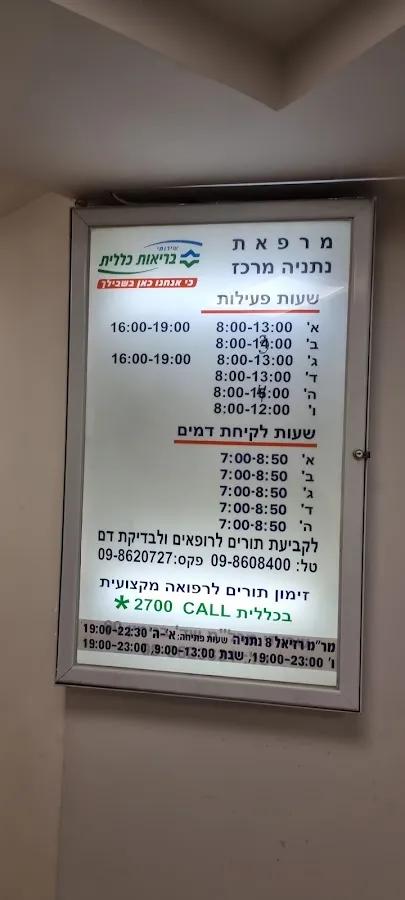 מרפאת
נתניה מרכז
שירותי
בריאות כללית
כי אנחנו כאן בשבילך
שעות פעילות
א' 8:00-13:00 16:00-19:00
ב' 8:00-13:00
ג' 8:00-13:00 16:00-19:00
ד' 8:00-13:00
ה' 8:00-14:00
ו' 8:00-12:00
שעות לקיחת דמים
א' 7:00-8:50
ב' 7:00-8:50
ג' 7:00-8:50
ד' 7:00-8:50
ה' 7:00-8:50
לקביעת תורים לרופאים ולבדיקת דם
טל: 09-8608400 פקס: 09-8620727
זימון תורים לרפואה מקצועית
בכללית CALL 2700 *
מר"מ רזיאל 8 נתניה שעות פתיחה: א'-ה' 19:00-22:30
ו' 19:00-23:00, שבת 9:00-13:00, 19:00-23:00